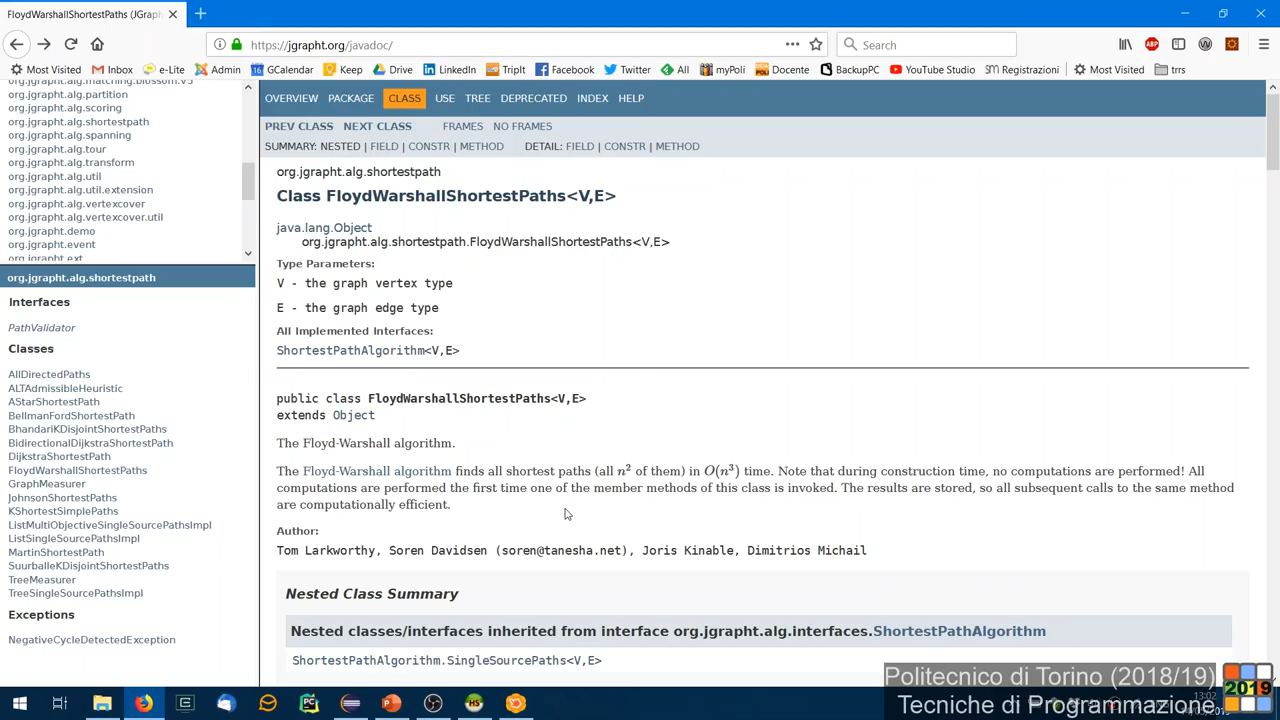 FloydWarshallShortestPaths (JGraph
https://jgrapht.org/javadoc/
Search
Most Visited
Inbox
e-Lite
Admin
GCalendar
Keep
Drive
LinkedIn
TripIt
Facebook
Twitter
All
myPoli
Docente
BackupPC
YouTube Studio
Registrazioni
Most Visited
trrs
org.jgrapht.alg.matching.blossom.v5
org.jgrapht.alg.partition
org.jgrapht.alg.scoring
org.jgrapht.alg.shortestpath
org.jgrapht.alg.spanning
org.jgrapht.alg.tour
org.jgrapht.alg.transform
org.jgrapht.alg.util
org.jgrapht.alg.util.extension
org.jgrapht.alg.vertexcover
org.jgrapht.alg.vertexcover.util
org.jgrapht.demo
org.jgrapht.event
org.jgrapht.ext
org.jgrapht.alg.shortestpath
Interfaces
PathValidator
Classes
AllDirectedPaths
ALTAdmissibleHeuristic
AStarShortestPath
BellmanFordShortestPath
BhandariKDisjointShortestPaths
BidirectionalDijkstraShortestPath
DijkstraShortestPath
FloydWarshallShortestPaths
GraphMeasurer
JohnsonShortestPaths
KShortestSimplePaths
ListMultiObjectiveSingleSourcePathsImpl
ListSingleSourcePathsImpl
MartinShortestPath
SuurballeKDisjointShortestPaths
TreeMeasurer
TreeSingleSourcePathsImpl
Exceptions
NegativeCycleDetectedException
OVERVIEW PACKAGE CLASS USE TREE DEPRECATED INDEX HELP
PREV CLASS NEXT CLASS FRAMES NO FRAMES
SUMMARY: NESTED | FIELD | CONSTR | METHOD DETAIL: FIELD | CONSTR | METHOD
org.jgrapht.alg.shortestpath
Class FloydWarshallShortestPaths<V,E>
java.lang.Object
org.jgrapht.alg.shortestpath.FloydWarshallShortestPaths<V,E>
Type Parameters:
V - the graph vertex type
E - the graph edge type
All Implemented Interfaces:
ShortestPathAlgorithm<V,E>
public class FloydWarshallShortestPaths<V,E>
extends Object
The Floyd-Warshall algorithm.
The Floyd-Warshall algorithm finds all shortest paths (all n² of them) in O(n³) time. Note that during construction time, no computations are performed! All
computations are performed the first time one of the member methods of this class is invoked. The results are stored, so all subsequent calls to the same method
are computationally efficient.
Author:
Tom Larkworthy, Soren Davidsen (soren@tanesha.net), Joris Kinable, Dimitrios Michail
Nested Class Summary
Nested classes/interfaces inherited from interface org.jgrapht.alg.interfaces.ShortestPathAlgorithm
ShortestPathAlgorithm.SingleSourcePaths<V,E>
Politecnico di Torino (2018/19)
Tecniche di Programmazione
2019
13:02